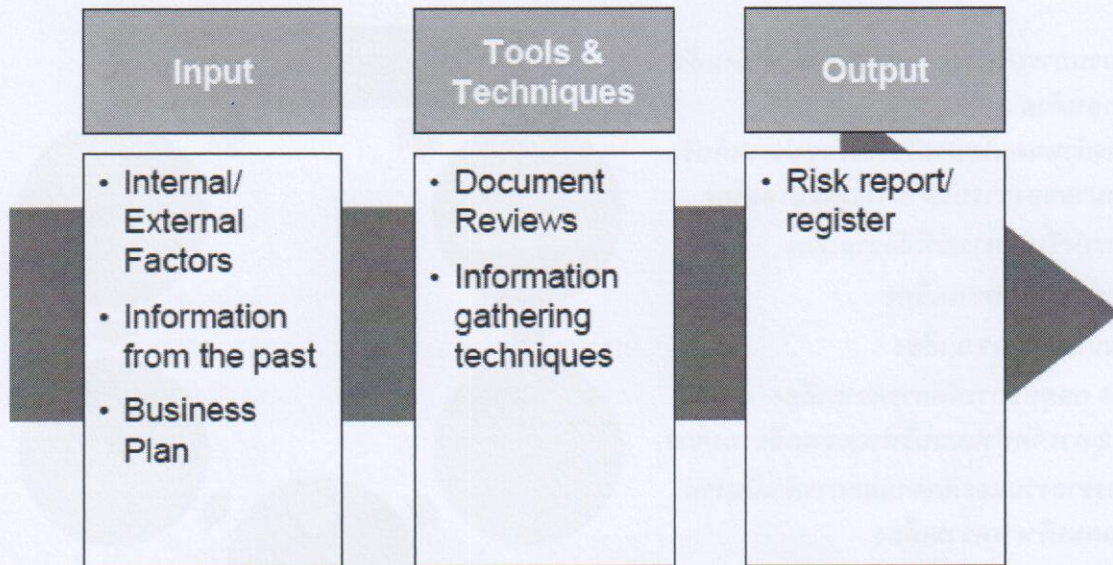 Input
Tools &
Techniques
Output
• Internal/
External
Factors
• Information
from the past
• Business
Plan
• Document
Reviews
• Information
gathering
techniques
• Risk report/
register